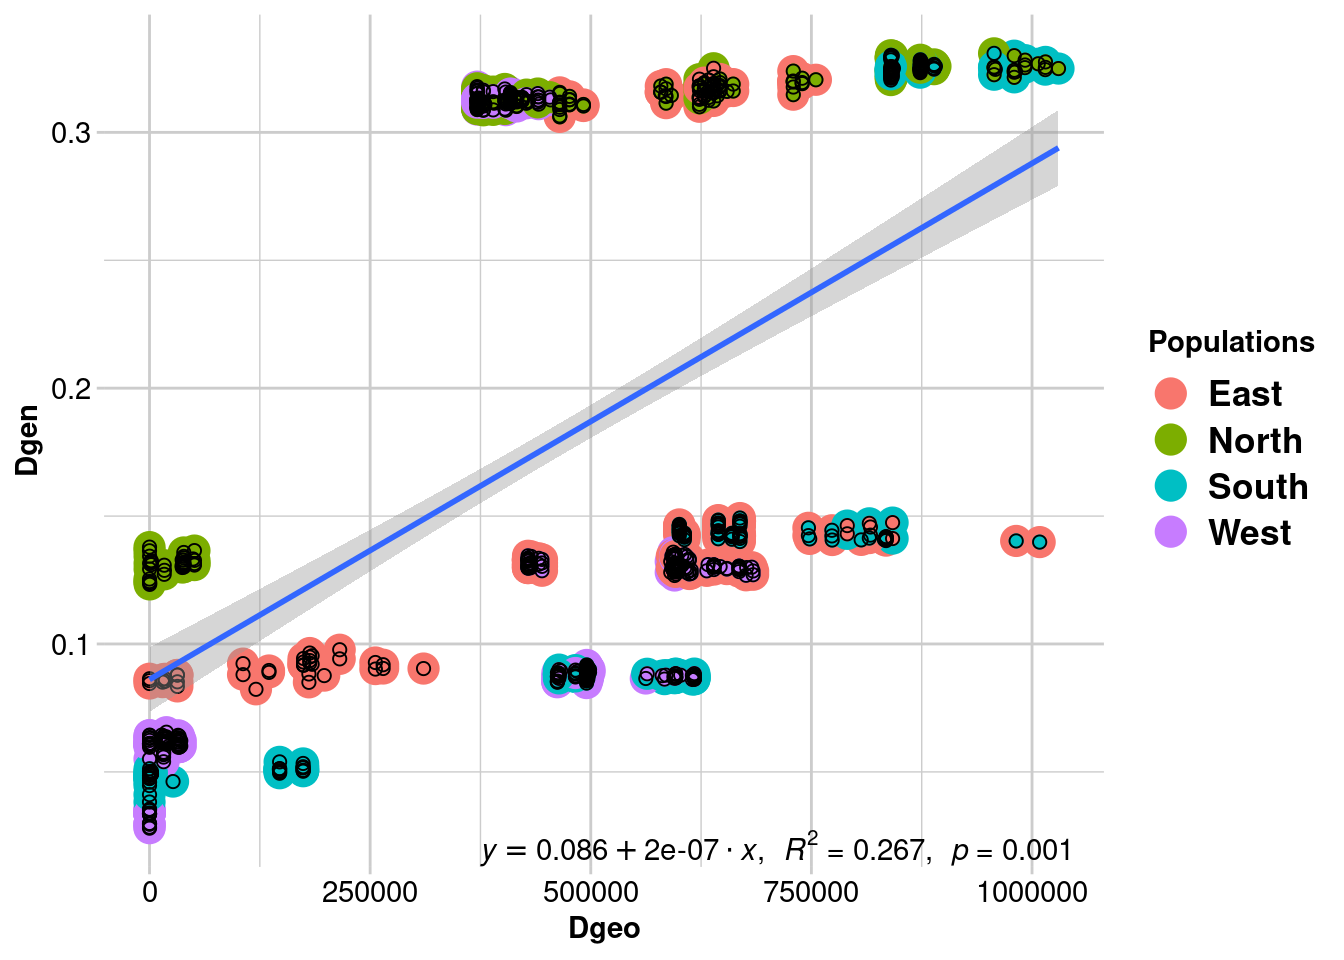 0.3
0.2
0.1
Dgen
y = 0.086 + 2e-07 · x,  R² = 0.267,  p = 0.001
0 250000 500000 750000 1000000
Dgeo
Populations
East
North
South
West